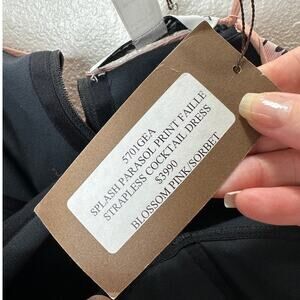 5701GEA
SPLASH PARASOL PRINT FAILLE
STRAPLESS COCKTAIL DRESS
$3990
BLOSSOM PINK/SORBET